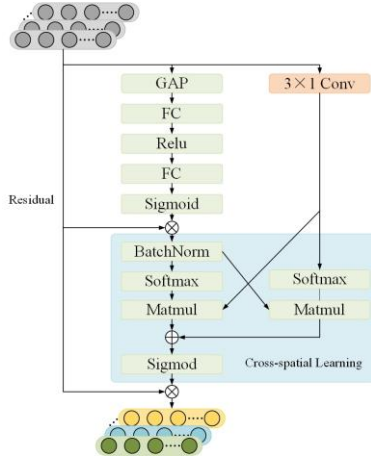 GAP
3×1 Conv
FC
Relu
FC
Residual
Sigmoid
BatchNorm
Softmax
Softmax
Matmul
Matmul
Sigmod
Cross-spatial Learning